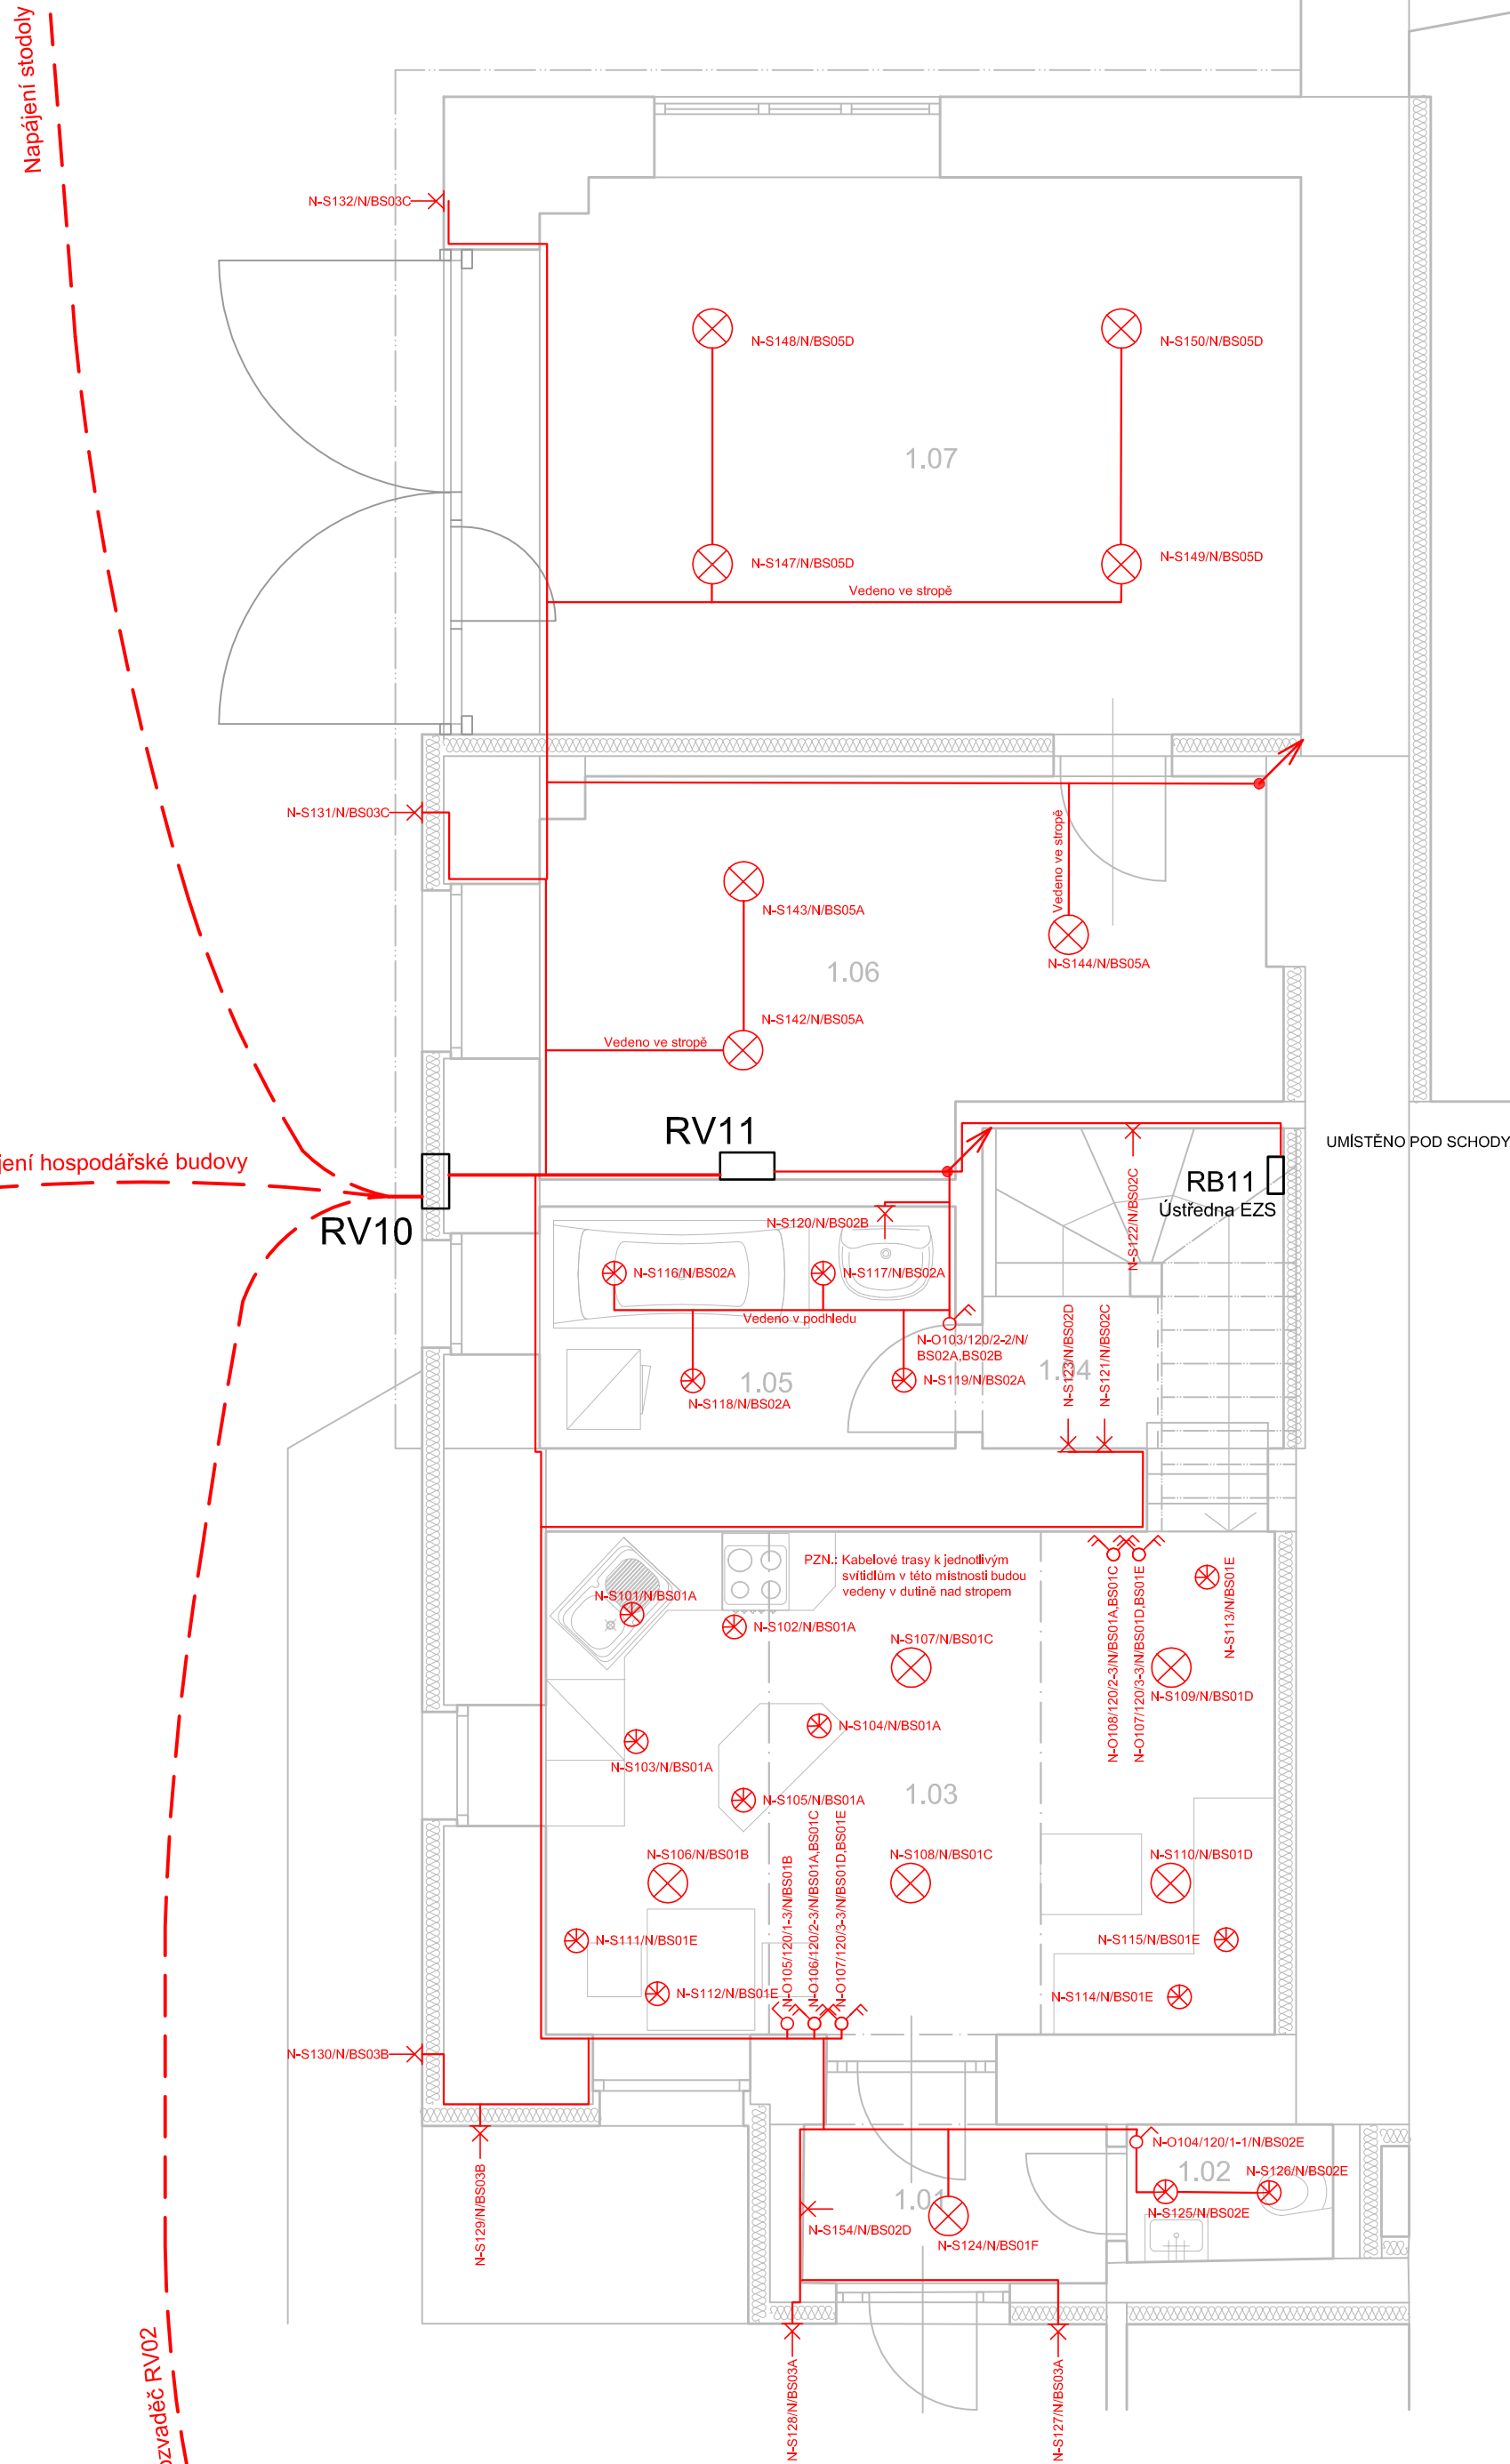 Napájení stodoly
N-S132/N/BS03C
N-S148/N/BS05D
N-S150/N/BS05D
1.07
N-S147/N/BS05D
N-S149/N/BS05D
Vedeno ve stropě
N-S131/N/BS03C
Vedeno ve stropě
N-S143/N/BS05A
N-S144/N/BS05A
1.06
N-S142/N/BS05A
Vedeno ve stropě
RV11
UMÍSTĚNO POD SCHODY
hospodářské budovy
RV10
RB11
Ústředna EZS
N-S122/N/BS02C
N-S120/N/BS02B
N-S116/N/BS02A
N-S117/N/BS02A
Vedeno v podhledu
N-O103/120/2-2/N/
BS02A,BS02B
N-S123/N/BS02D
N-S121/N/BS02C
1.04
1.05
N-S119/N/BS02A
N-S118/N/BS02A
PZN.: Kabelové trasy k jednotlivým
svítidlům v této místnosti budou
vedeny v dutině nad stropem
N-S101/N/BS01A
N-S102/N/BS01A
N-S107/N/BS01C
N-O108/120/2-3/N/BS01A,BS01C
N-O107/120/3-3/N/BS01D,BS01E
N-S113/N/BS01E
N-S109/N/BS01D
N-S104/N/BS01A
N-S103/N/BS01A
N-S105/N/BS01A
1.03
N-S106/N/BS01B
N-O105/120/1-3/N/BS01B
N-O106/120/2-3/N/BS01A,BS01C
N-O107/120/3-3/N/BS01D,BS01E
N-S108/N/BS01C
N-S110/N/BS01D
N-S111/N/BS01E
N-S115/N/BS01E
N-S112/N/BS01E
N-S114/N/BS01E
N-S130/N/BS03B
N-S129/N/BS03B
N-O104/120/1-1/N/BS02E
1.02
N-S126/N/BS02E
N-S125/N/BS02E
1.01
N-S154/N/BS02D
N-S124/N/BS01F
RV02
N-S128/N/BS03A
N-S127/N/BS03A